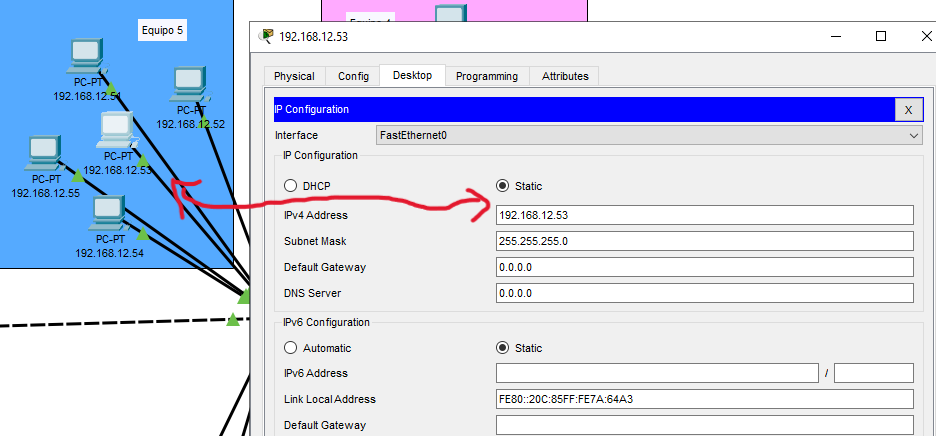 Equipo 5
PC-PT
192.168.12.51
PC-PT
192.168.12.52
PC-PT
192.168.12.53
PC-PT
192.168.12.55
PC-PT
192.168.12.54
192.168.12.53
Physical
Config
Desktop
Programming
Attributes
IP Configuration
X
Interface
FastEthernet0
IP Configuration
DHCP
Static
IPv4 Address
192.168.12.53
Subnet Mask
255.255.255.0
Default Gateway
0.0.0.0
DNS Server
0.0.0.0
IPv6 Configuration
Automatic
Static
IPv6 Address
/
Link Local Address
FE80::20C:85FF:FE7A:64A3
Default Gateway